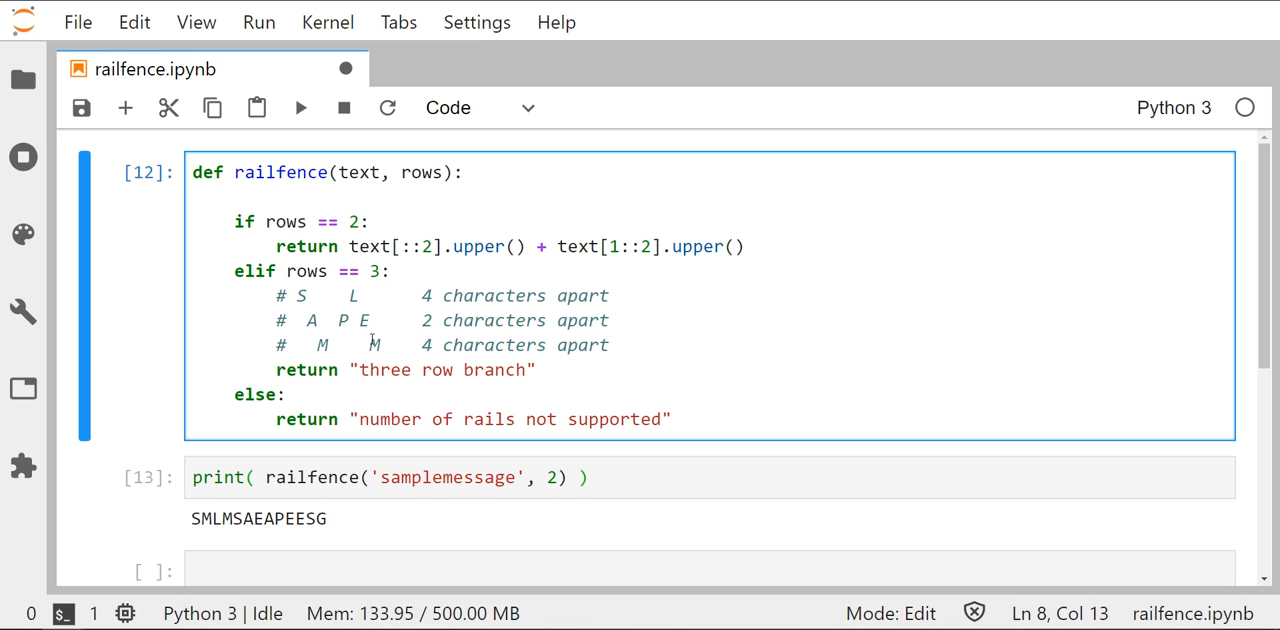 File Edit View Run Kernel Tabs Settings Help
railfence.ipynb
Code Python 3
[12]: def railfence(text, rows):
if rows == 2:
return text[::2].upper() + text[1::2].upper()
elif rows == 3:
# S    L      4 characters apart
#  A  P E     2 characters apart
#   M    M    4 characters apart
return "three row branch"
else:
return "number of rails not supported"
[13]: print( railfence('samplemessage', 2) )
SMLMSAEAPEESG
[ ]:
0 $_ 1 Python 3 | Idle Mem: 133.95 / 500.00 MB Mode: Edit Ln 8, Col 13 railfence.ipynb